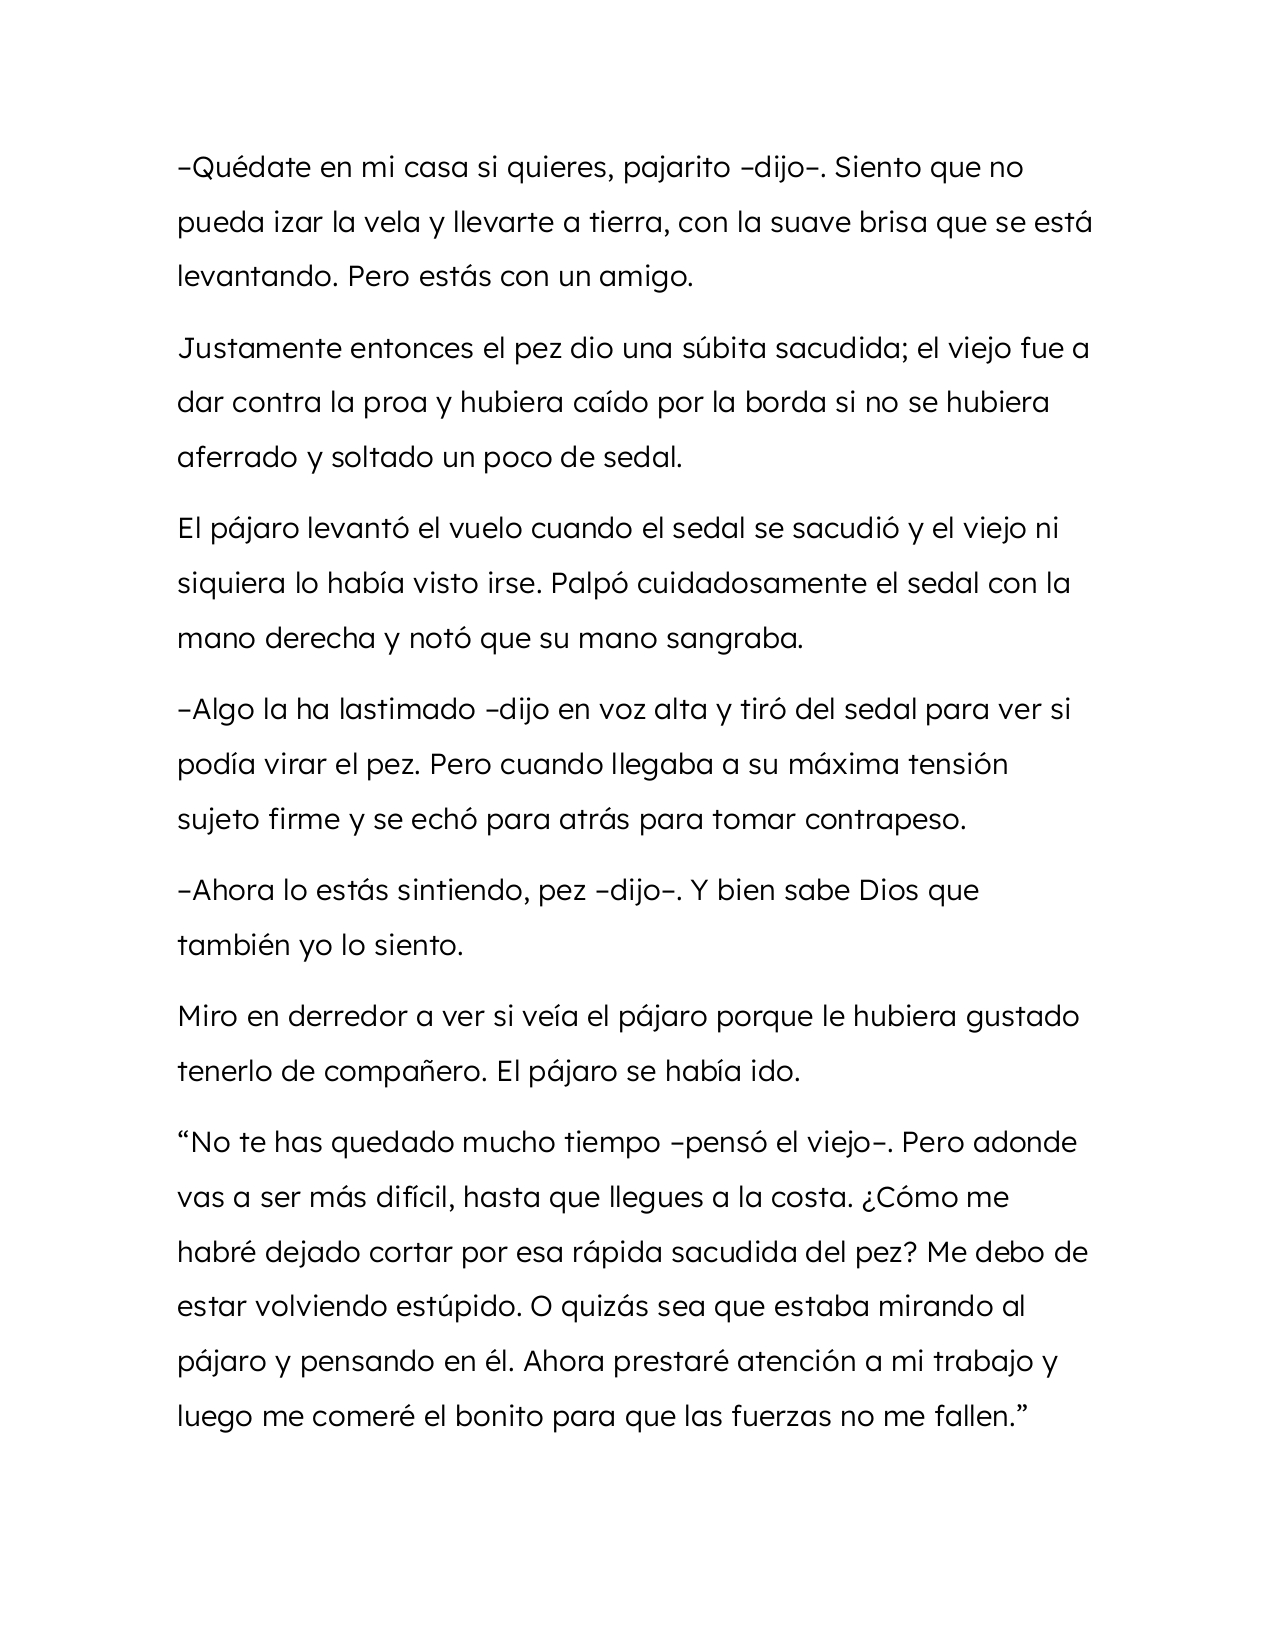 –Quédate en mi casa si quieres, pajarito –dijo–. Siento que no
pueda izar la vela y llevarte a tierra, con la suave brisa que se está
levantando. Pero estás con un amigo.
Justamente entonces el pez dio una súbita sacudida; el viejo fue a
dar contra la proa y hubiera caído por la borda si no se hubiera
aferrado y soltado un poco de sedal.
El pájaro levantó el vuelo cuando el sedal se sacudió y el viejo ni
siquiera lo había visto irse. Palpó cuidadosamente el sedal con la
mano derecha y notó que su mano sangraba.
–Algo la ha lastimado –dijo en voz alta y tiró del sedal para ver si
podía virar el pez. Pero cuando llegaba a su máxima tensión
sujeto firme y se echó para atrás para tomar contrapeso.
–Ahora lo estás sintiendo, pez –dijo–. Y bien sabe Dios que
también yo lo siento.
Miro en derredor a ver si veía el pájaro porque le hubiera gustado
tenerlo de compañero. El pájaro se había ido.
“No te has quedado mucho tiempo –pensó el viejo–. Pero adonde
vas a ser más difícil, hasta que llegues a la costa. ¿Cómo me
habré dejado cortar por esa rápida sacudida del pez? Me debo de
estar volviendo estúpido. O quizás sea que estaba mirando al
pájaro y pensando en él. Ahora prestaré atención a mi trabajo y
luego me comeré el bonito para que las fuerzas no me fallen.”